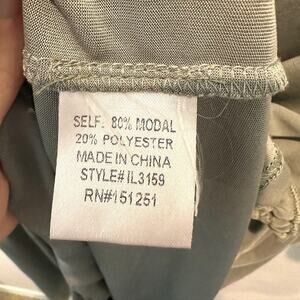 SELF: 80% MODAL
20% POLYESTER
MADE IN CHINA
STYLE# IL3159
RN#151251